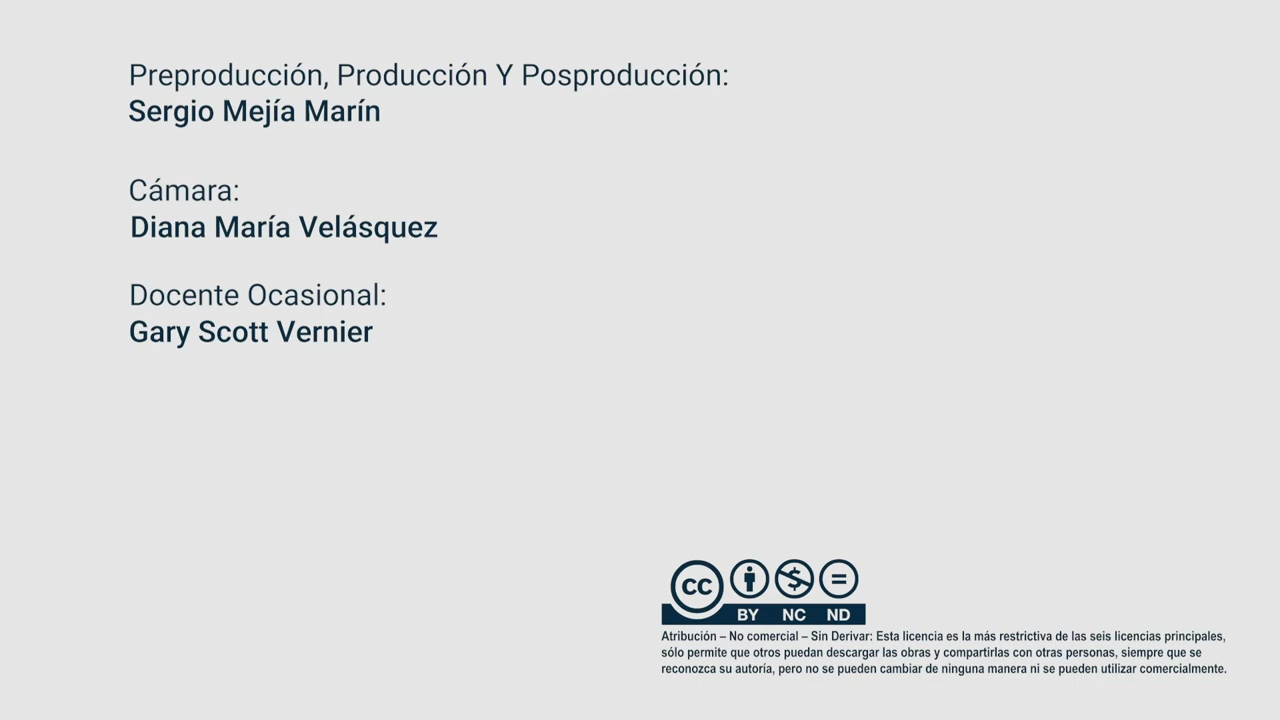 Preproducción, Producción Y Posproducción:
Sergio Mejía Marín
Cámara:
Diana María Velásquez
Docente Ocasional:
Gary Scott Vernier
CC
BY NC ND
Atribución – No comercial – Sin Derivar: Esta licencia es la más restrictiva de las seis licencias principales,
sólo permite que otros puedan descargar las obras y compartirlas con otras personas, siempre que se
reconozca su autoría, pero no se pueden cambiar de ninguna manera ni se pueden utilizar comercialmente.